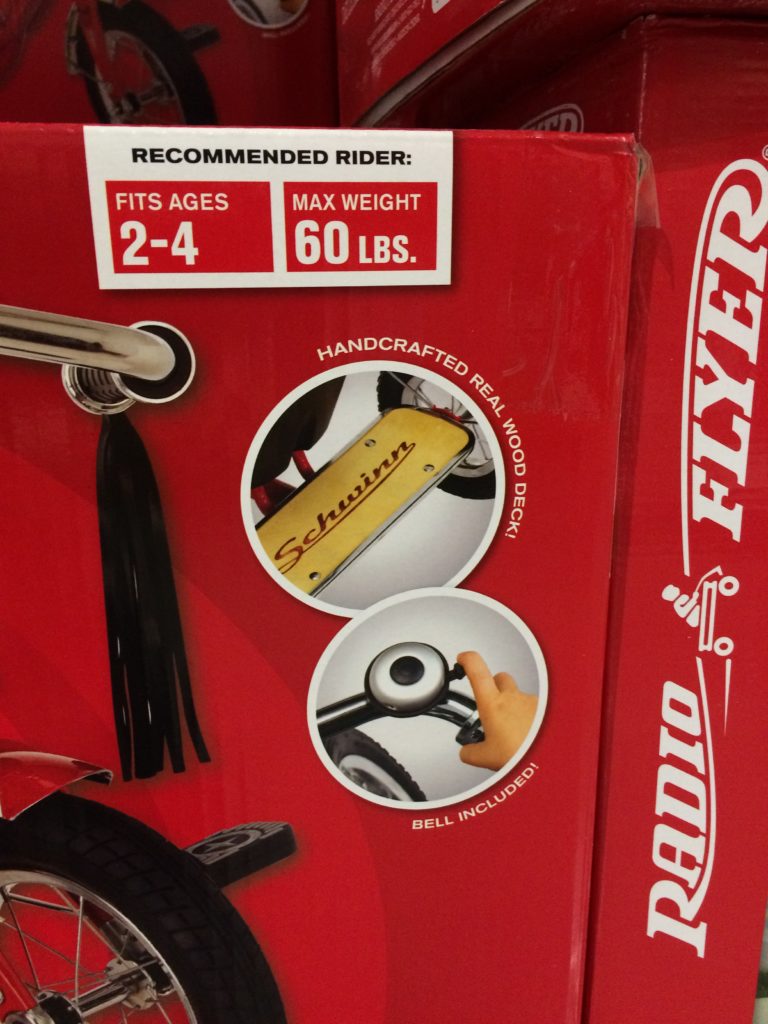 RECOMMENDED RIDER:
FITS AGES
2-4
MAX WEIGHT
60 LBS.
HANDCRAFTED REAL WOOD DECK!
Schwinn
BELL INCLUDED!
RADIO FLYER